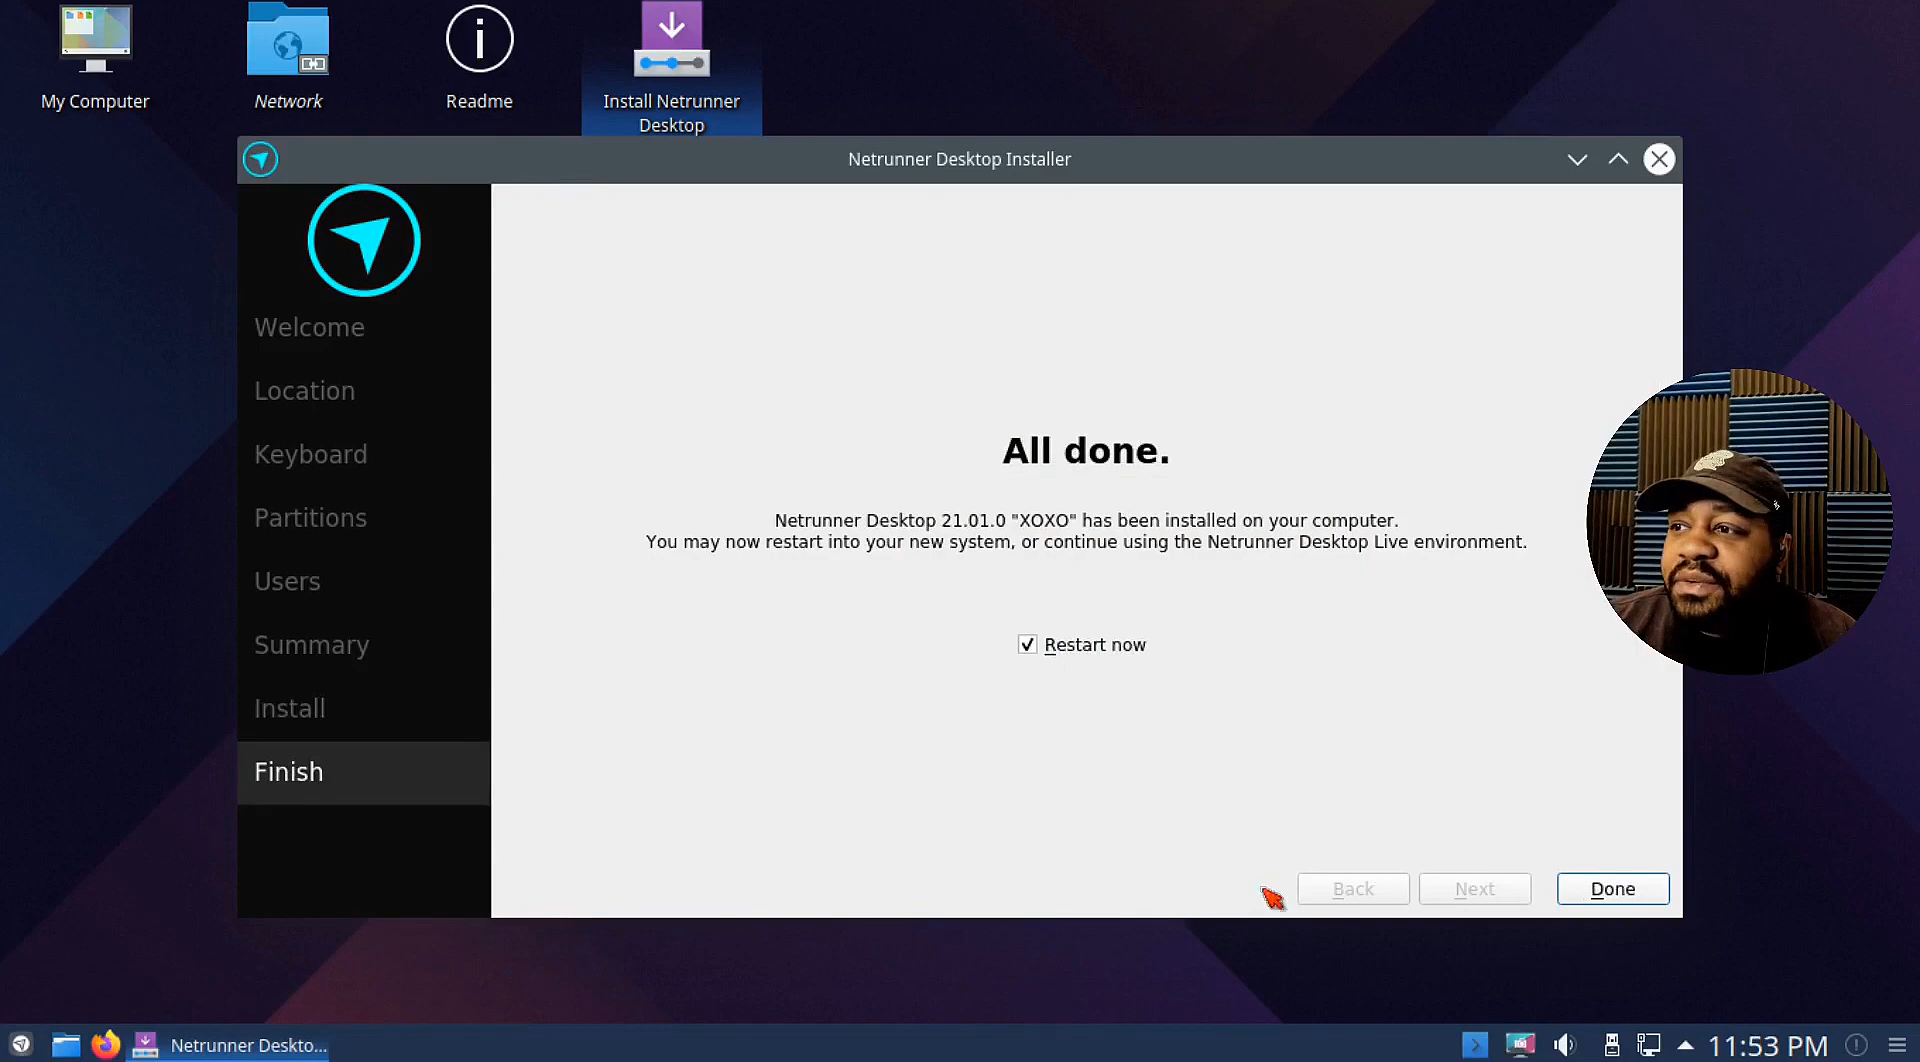 My Computer
Network
Readme
Install Netrunner
Desktop
Netrunner Desktop Installer
Welcome
Location
Keyboard
Partitions
Users
Summary
Install
Finish
All done.
Netrunner Desktop 21.01.0 "XOXO" has been installed on your computer.
You may now restart into your new system, or continue using the Netrunner Desktop Live environment.
Restart now
Back
Next
Done
Netrunner Deskto...
11:53 PM